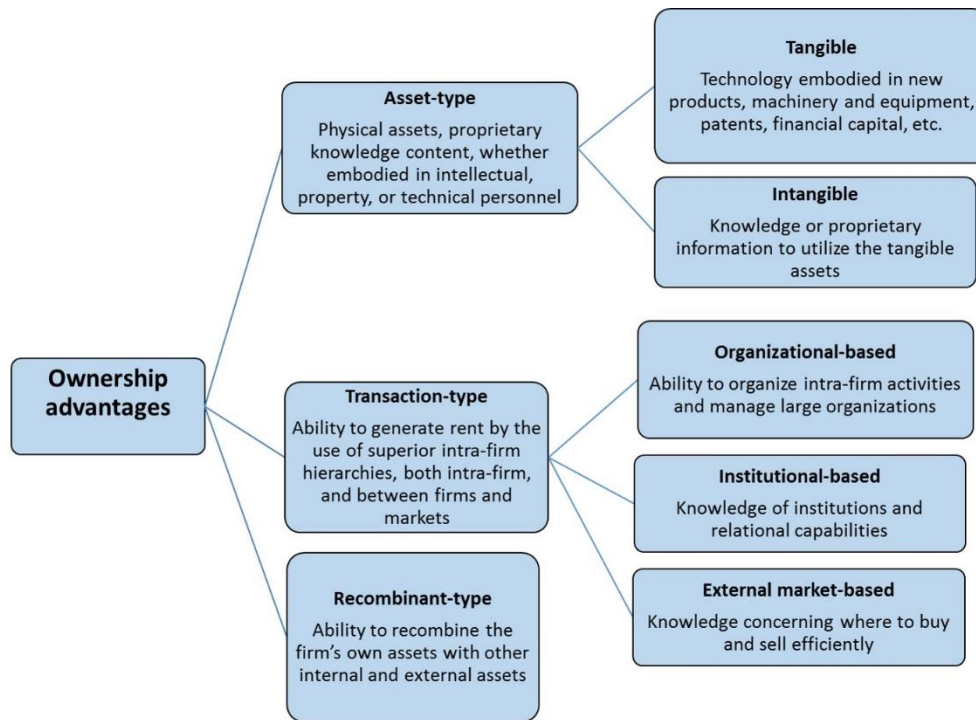 Ownership
advantages
Asset-type
Physical assets, proprietary
knowledge content, whether
embodied in intellectual,
property, or technical personnel
Tangible
Technology embodied in new
products, machinery and equipment,
patents, financial capital, etc.
Intangible
Knowledge or proprietary
information to utilize the tangible
assets
Transaction-type
Ability to generate rent by the
use of superior intra-firm
hierarchies, both intra-firm,
and between firms and
markets
Organizational-based
Ability to organize intra-firm activities
and manage large organizations
Institutional-based
Knowledge of institutions and
relational capabilities
External market-based
Knowledge concerning where to buy
and sell efficiently
Recombinant-type
Ability to recombine the
firm's own assets with other
internal and external assets